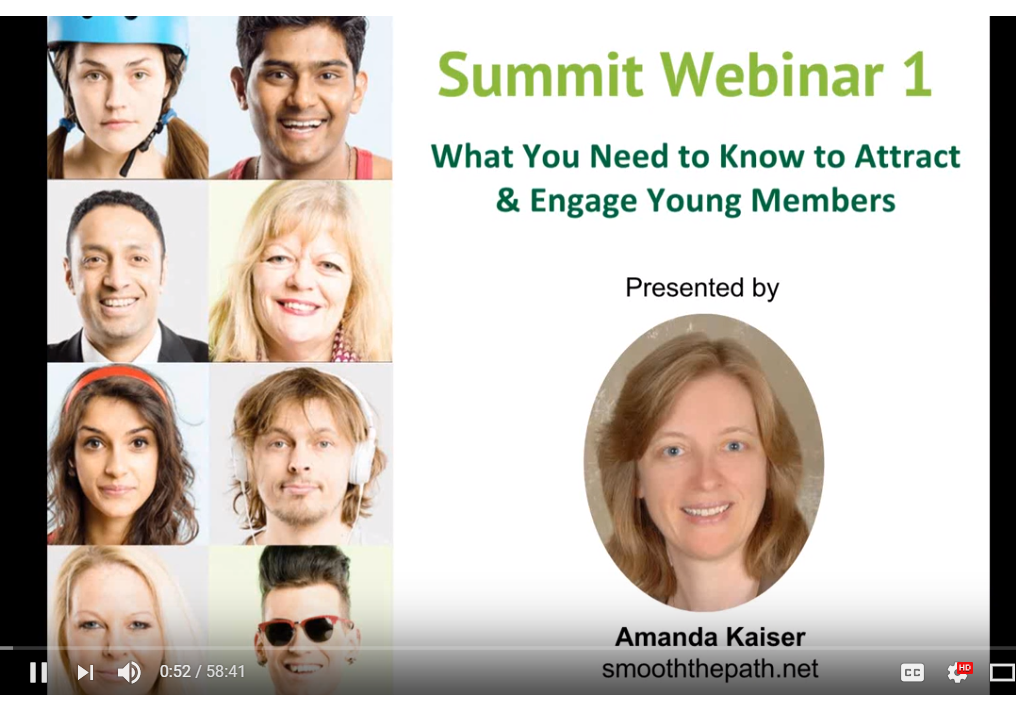 Summit Webinar 1
What You Need to Know to Attract
& Engage Young Members
Presented by
Amanda Kaiser
smooththepath.net
0:52 / 58:41
CC
HD